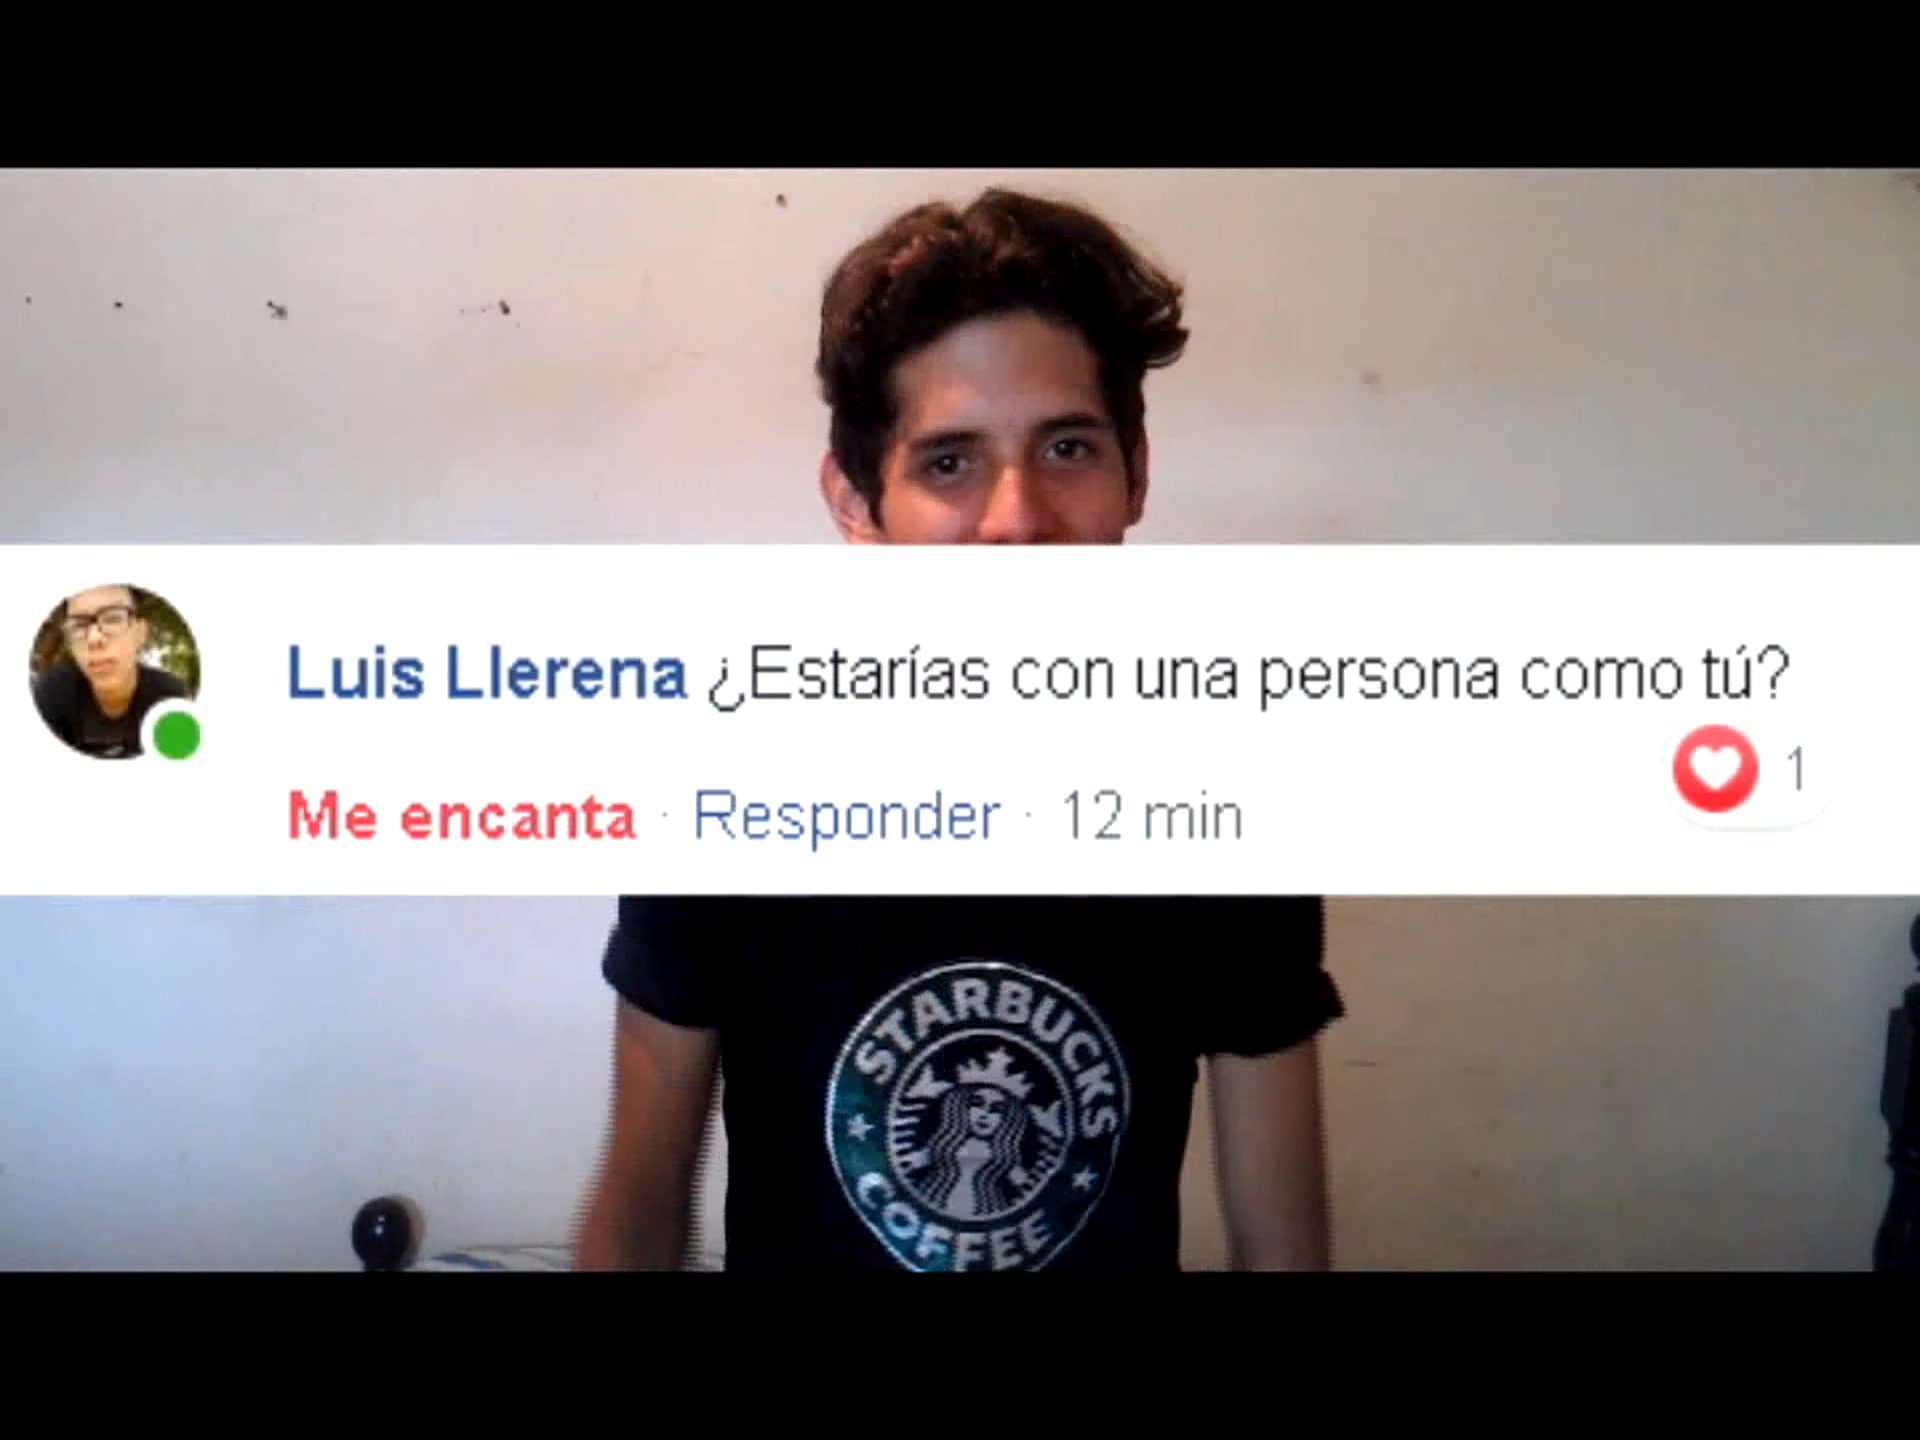 Luis Llerena ¿Estarías con una persona como tú?
1
Me encanta · Responder · 12 min
STARBUCKS
COFFEE